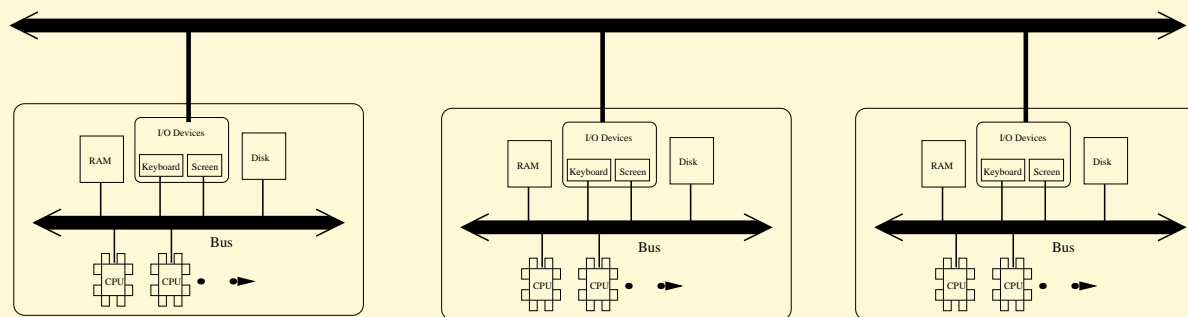 I/O Devices
RAM
Keyboard
Screen
Disk
Bus
CPU
CPU
I/O Devices
RAM
Keyboard
Screen
Disk
Bus
CPU
CPU
I/O Devices
RAM
Keyboard
Screen
Disk
Bus
CPU
CPU